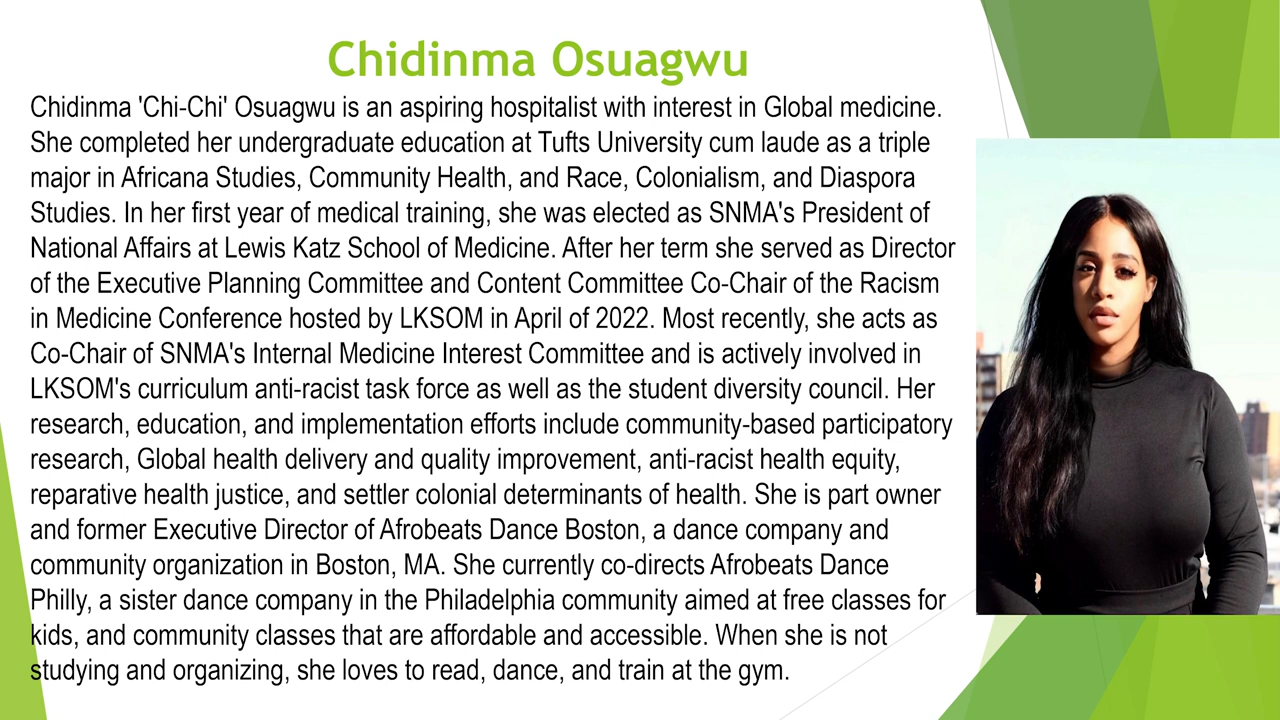 Chidinma Osuagwu
Chidinma 'Chi-Chi' Osuagwu is an aspiring hospitalist with interest in Global medicine.
She completed her undergraduate education at Tufts University cum laude as a triple
major in Africana Studies, Community Health, and Race, Colonialism, and Diaspora
Studies. In her first year of medical training, she was elected as SNMA's President of
National Affairs at Lewis Katz School of Medicine. After her term she served as Director
of the Executive Planning Committee and Content Committee Co-Chair of the Racism
in Medicine Conference hosted by LKSOM in April of 2022. Most recently, she acts as
Co-Chair of SNMA's Internal Medicine Interest Committee and is actively involved in
LKSOM's curriculum anti-racist task force as well as the student diversity council. Her
research, education, and implementation efforts include community-based participatory
research, Global health delivery and quality improvement, anti-racist health equity,
reparative health justice, and settler colonial determinants of health. She is part owner
and former Executive Director of Afrobeats Dance Boston, a dance company and
community organization in Boston, MA. She currently co-directs Afrobeats Dance
Philly, a sister dance company in the Philadelphia community aimed at free classes for
kids, and community classes that are affordable and accessible. When she is not
studying and organizing, she loves to read, dance, and train at the gym.